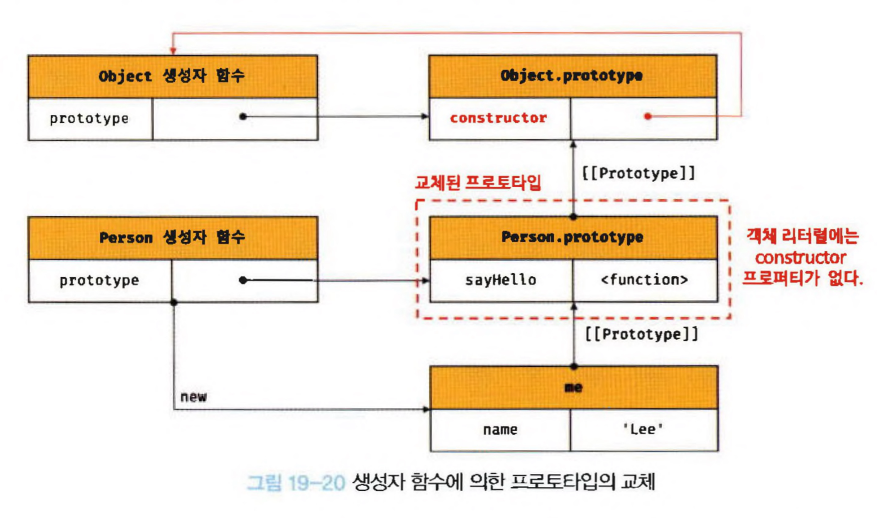 Object 생성자 함수
prototype
Object.prototype
constructor
[[Prototype]]
교체된 프로토타입
Person 생성자 함수
prototype
Person.prototype
sayHello
<function>
객체 리터럴에는
constructor
프로퍼티가 없다.
[[Prototype]]
new
me
name
'Lee'
그림 19-20 생성자 함수에 의한 프로토타입의 교체